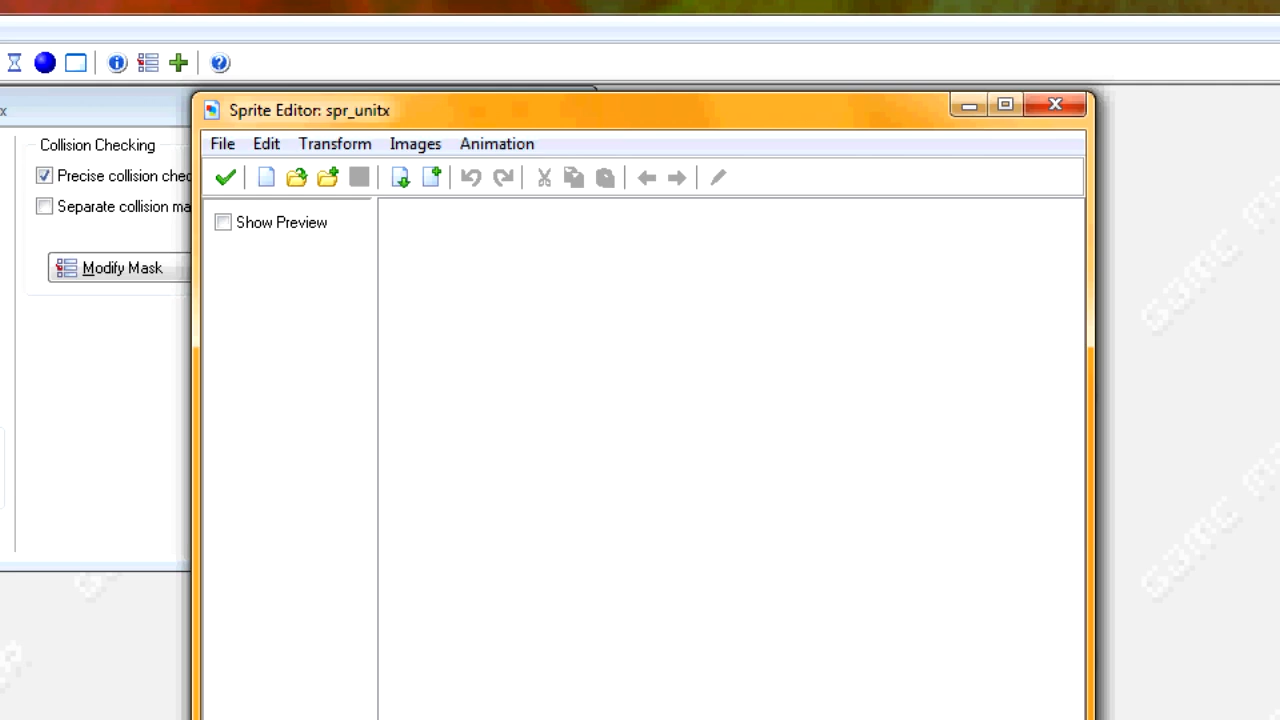 x
Sprite Editor: spr_unitx
File Edit Transform Images Animation
Collision Checking
Precise collision chec
Separate collision ma
Modify Mask
Show Preview